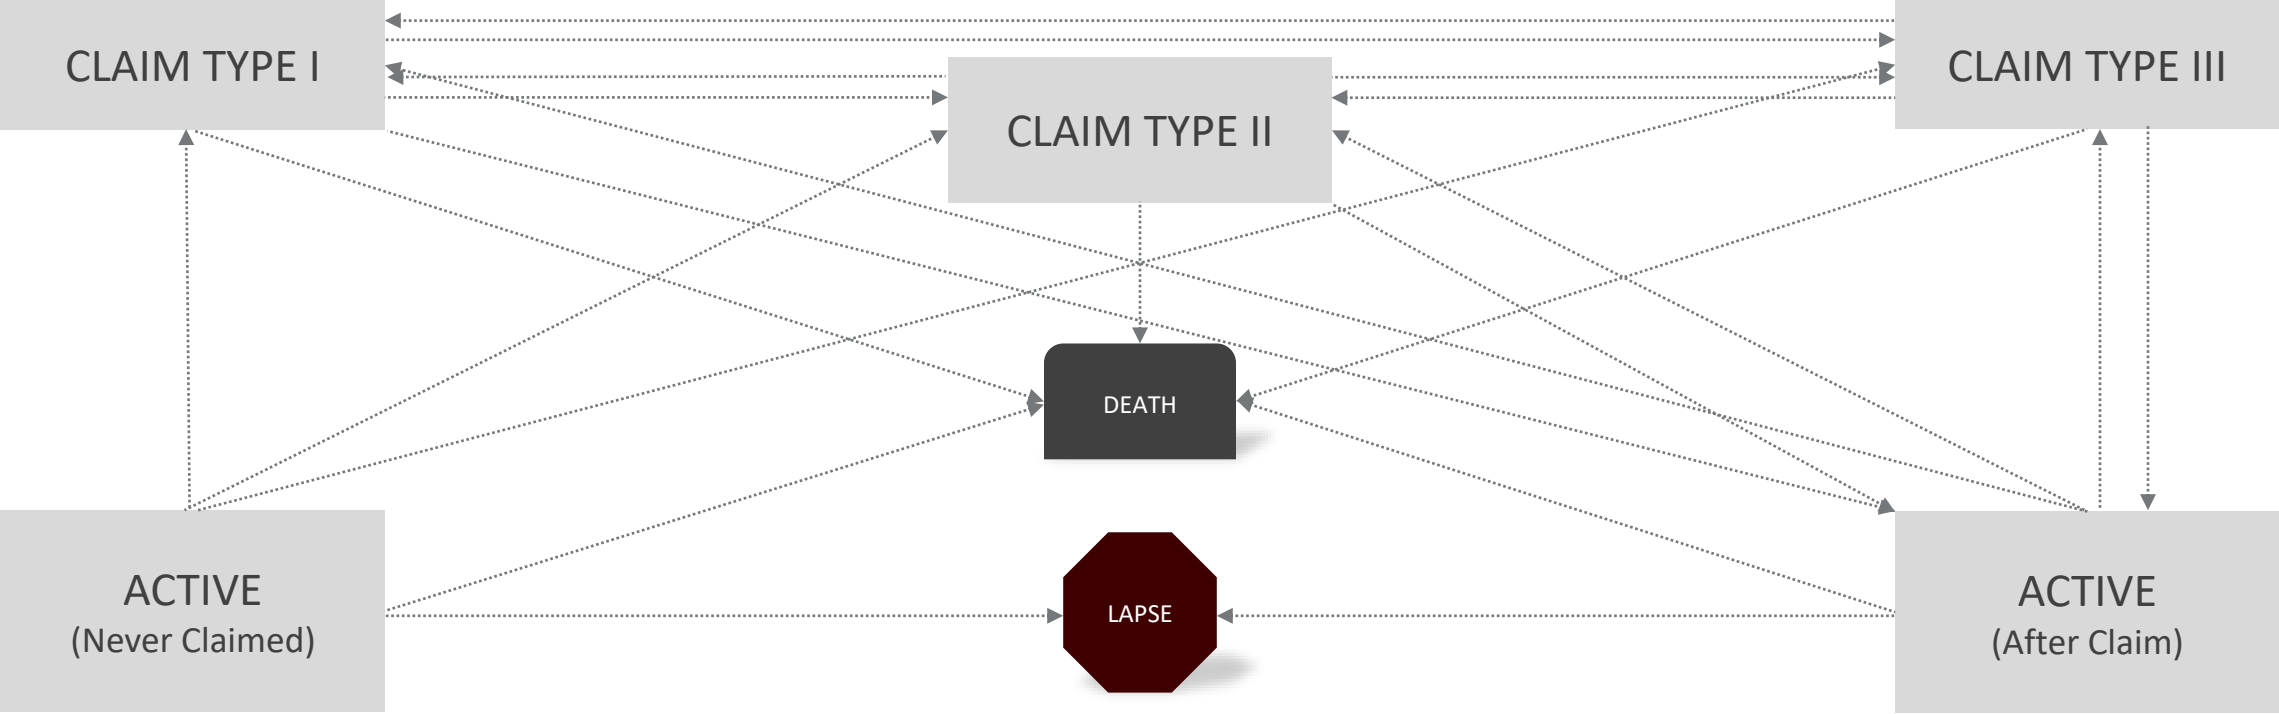 CLAIM TYPE I
CLAIM TYPE III
CLAIM TYPE II
DEATH
ACTIVE
(Never Claimed)
LAPSE
ACTIVE
(After Claim)